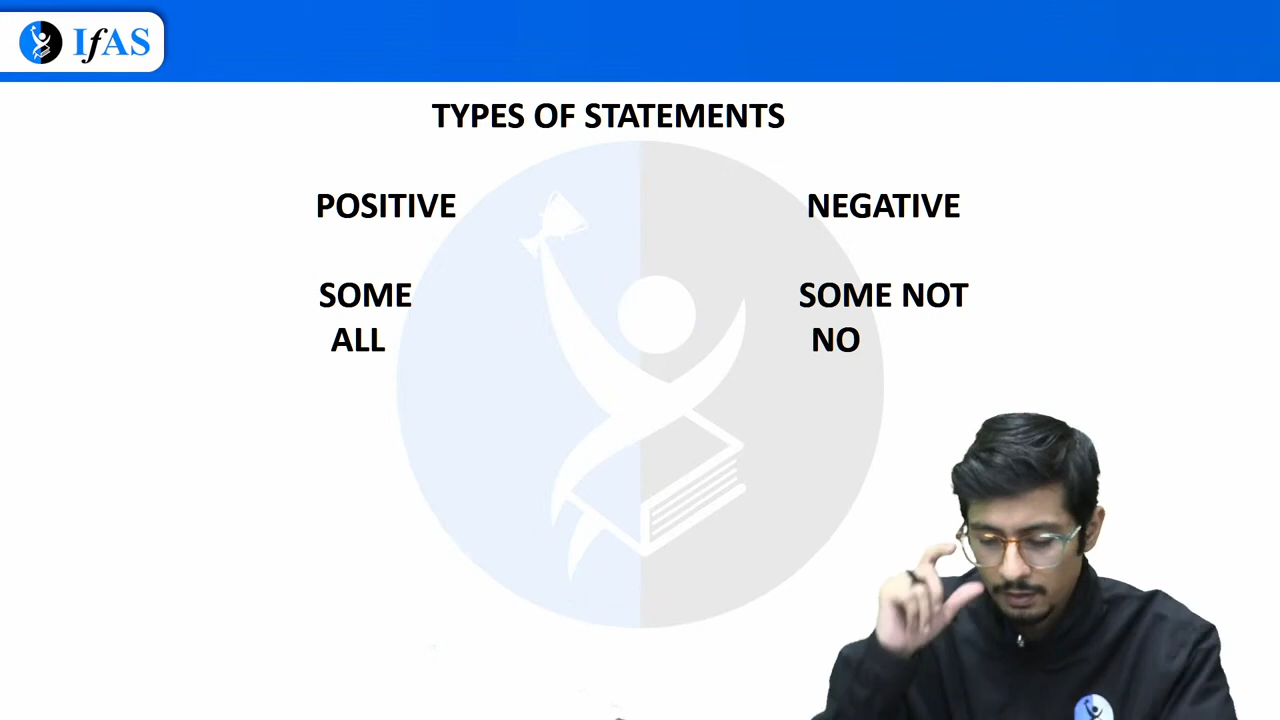 IfAS
TYPES OF STATEMENTS
POSITIVE NEGATIVE
SOME SOME NOT
ALL NO